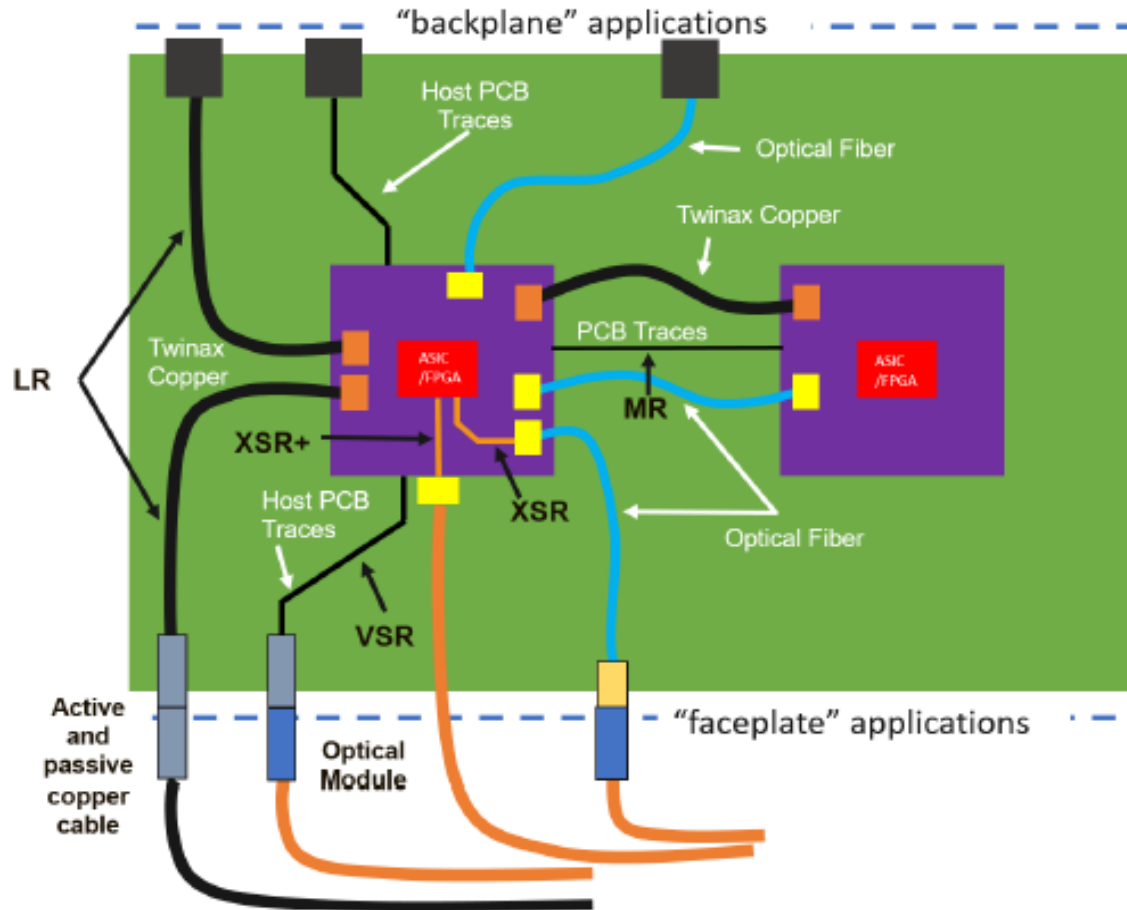 “backplane” applications
Host PCB
Traces
Optical Fiber
Twinax Copper
LR
Twinax
Copper
ASIC
/FPGA
PCB Traces
MR
ASIC
/FPGA
XSR+
XSR
Host PCB
Traces
Optical Fiber
VSR
Active
and
passive
copper
cable
Optical
Module
“faceplate” applications